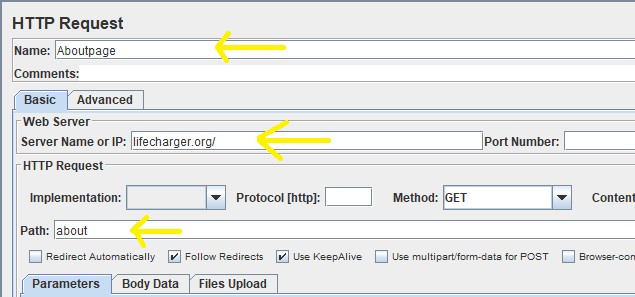 HTTP Request
Name: Aboutpage
Comments:
Basic Advanced
Web Server
Server Name or IP: lifecharger.org/ Port Number:
HTTP Request
Implementation: Protocol [http]: Method: GET Content
Path: about
Redirect Automatically Follow Redirects Use KeepAlive Use multipart/form-data for POST Browser-com
Parameters Body Data Files Upload